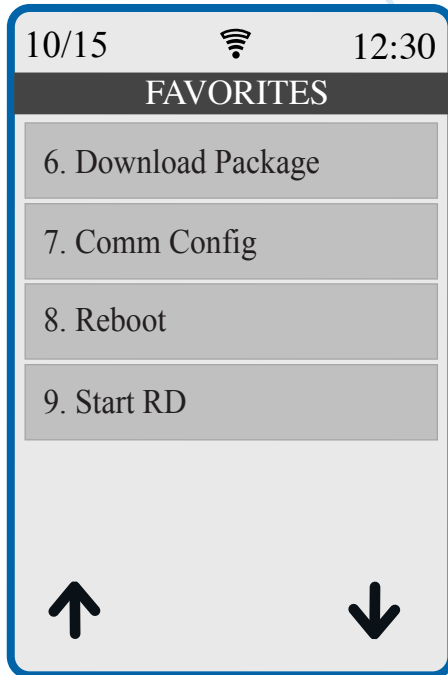 10/15 12:30
FAVORITES
6. Download Package
7. Comm Config
8. Reboot
9. Start RD